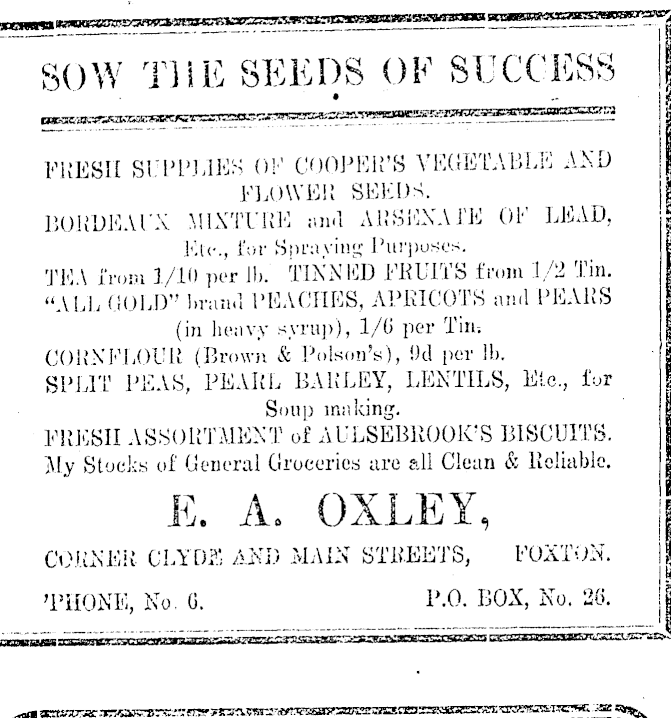 SOW THE SEEDS OF SUCCESS
FRESH SUPPLIES OF COOPER'S VEGETABLE AND
FLOWER SEEDS.
BORDEAUX MIXTURE and ARSENATE OF LEAD,
Etc., for Spraying Purposes.
TEA from 1/10 per lb. TINNED FRUITS from 1/2 Tin.
"ALL GOLD" brand PEACHES, APRICOTS and PEARS
(in heavy syrup), 1/6 per Tin.
CORNFLOUR (Brown & Polson's), 9d per lb.
SPLIT PEAS, PEARL BARLEY, LENTILS, Etc., for
Soup making.
FRESH ASSORTMENT of AULSEBROOK'S BISCUITS.
My Stocks of General Groceries are all Clean & Reliable.
E. A. OXLEY,
CORNER CLYDE AND MAIN STREETS, FOXTON.
'PHONE, No. 6. P.O. BOX, No. 26.